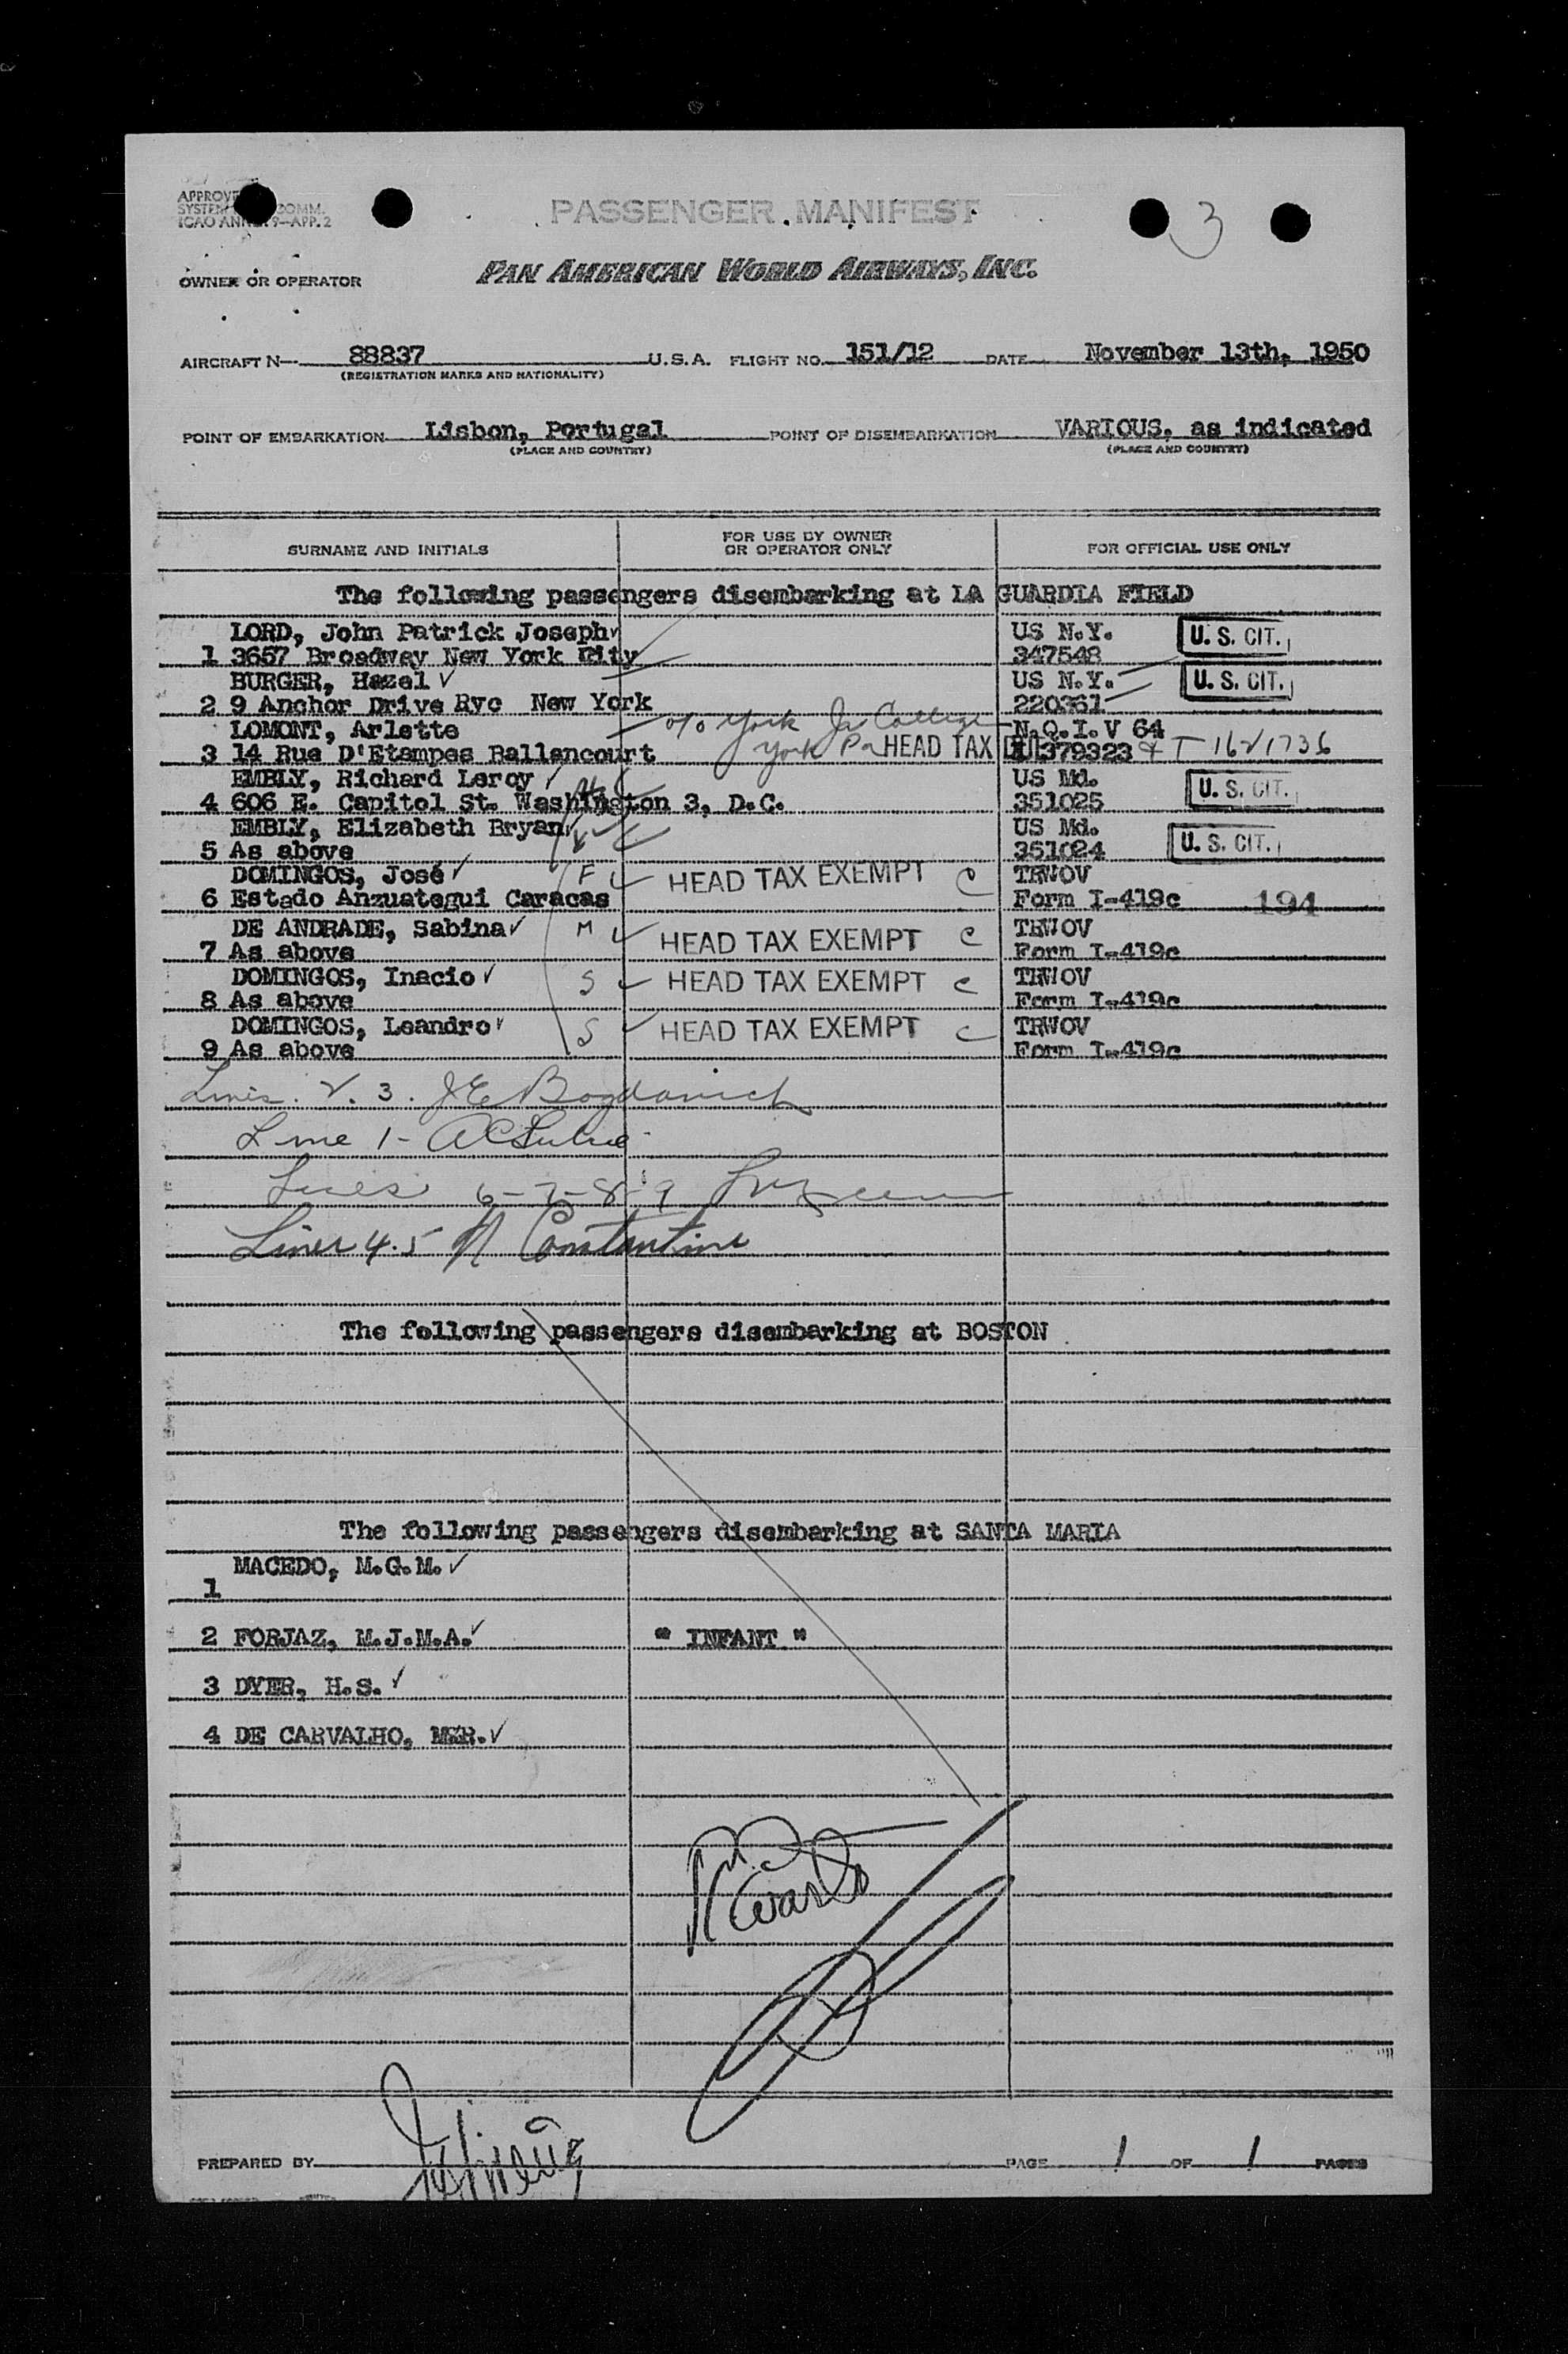 PASSENGER MANIFEST
3
ICAO ANN. 9-APP. 2
OWNER OR OPERATOR PAN AMERICAN WORLD AIRWAYS, INC.
AIRCRAFT N- 88837 U.S.A. FLIGHT NO. 151/12 DATE November 13th, 1950
(REGISTRATION MARKS AND NATIONALITY)
POINT OF EMBARKATION Lisbon, Portugal POINT OF DISEMBARKATION VARIOUS, as indicated
(PLACE AND COUNTRY) (PLACE AND COUNTRY)
SURNAME AND INITIALS FOR USE BY OWNER OR OPERATOR ONLY FOR OFFICIAL USE ONLY
The following passengers disembarking at LA GUARDIA FIELD
LORD, John Patrick Joseph US N.Y. U. S. CIT.
1 3657 Broadway New York City 347548
BURGER, Hazel US N.Y. U. S. CIT.
2 9 Anchor Drive Rye New York 220361
LOMONT, Arlette c/o York Jr College N.Q.I.V 64
3 14 Rue D'Etampes Ballancourt York Pa HEAD TAX 379323
EMBLY, Richard Leroy US Md. U. S. CIT.
4 606 E. Capitol St. Washington 3, D.C. 351025
EMBLY, Elizabeth Bryan US Md. U. S. CIT.
5 As above 351024
DOMINGOS, José F HEAD TAX EXEMPT C TRWOV
6 Estado Anzuategui Caracas Form I-419c 194
DE ANDRADE, Sabina M HEAD TAX EXEMPT C TRWOV
7 As above Form I-419c
DOMINGOS, Inacio S HEAD TAX EXEMPT C TRWOV
8 As above Form I-419c
DOMINGOS, Leandro S HEAD TAX EXEMPT C TRWOV
9 As above Form I-419c
Lines. 2. 3. JE Bogdanich
Line 1 -
Lines 6-7-8-9
Lines 4.5 N Constantine
The following passengers disembarking at BOSTON
The following passengers disembarking at SANTA MARIA
MACEDO, M.G.M.
1
2 FORJAZ, M.J.M.A. " INFANT "
3 DYER, H.S.
4 DE CARVALHO, MZR.
PREPARED BY PAGE 1 OF 1 PAGES